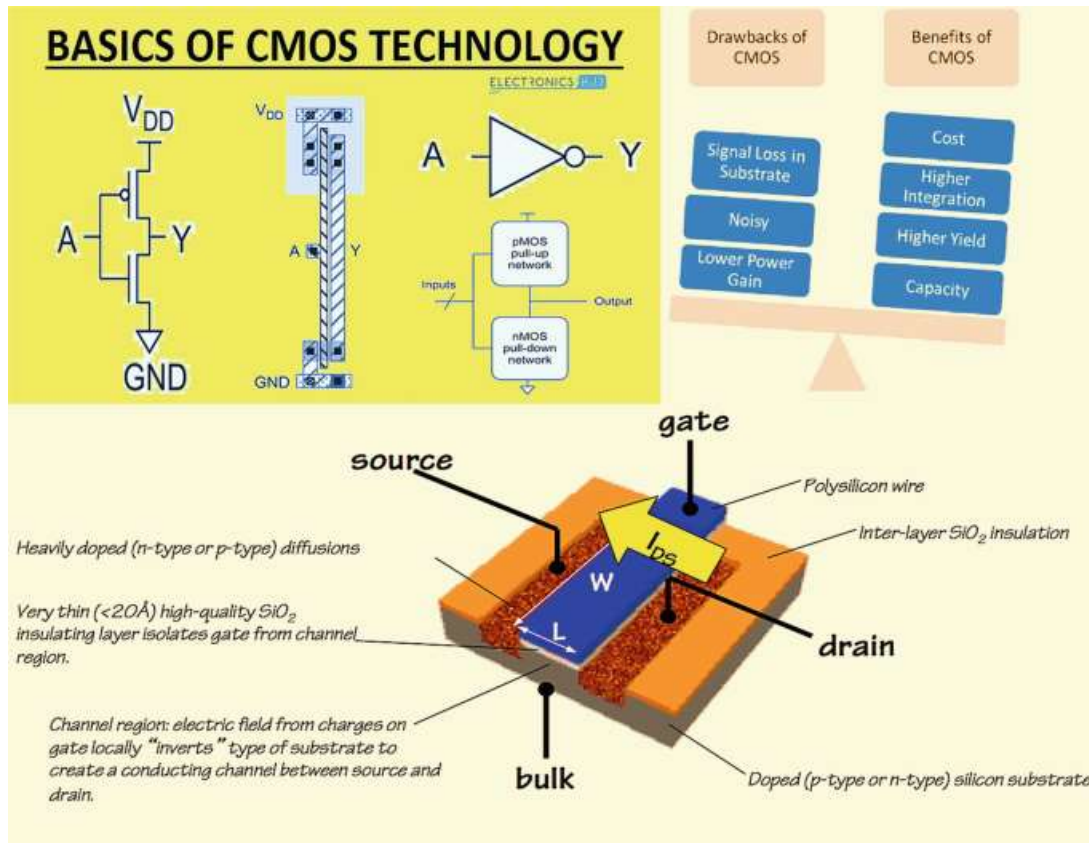 BASICS OF CMOS TECHNOLOGY
ELECTRONICS HUB
V_DD
A
Y
GND
V_DD
A
Y
GND
A
Y
pMOS
pull-up
network
Inputs
Output
nMOS
pull-down
network
Drawbacks of
CMOS
Benefits of
CMOS
Signal Loss in
Substrate
Noisy
Lower Power
Gain
Cost
Higher
Integration
Higher Yield
Capacity
gate
source
Polysilicon wire
Inter-layer SiO₂ insulation
Heavily doped (n-type or p-type) diffusions
I_DS
W
Very thin (<20Å) high-quality SiO₂
insulating layer isolates gate from channel
region.
L
drain
Channel region: electric field from charges on
gate locally “inverts” type of substrate to
create a conducting channel between source and
drain.
bulk
Doped (p-type or n-type) silicon substrate